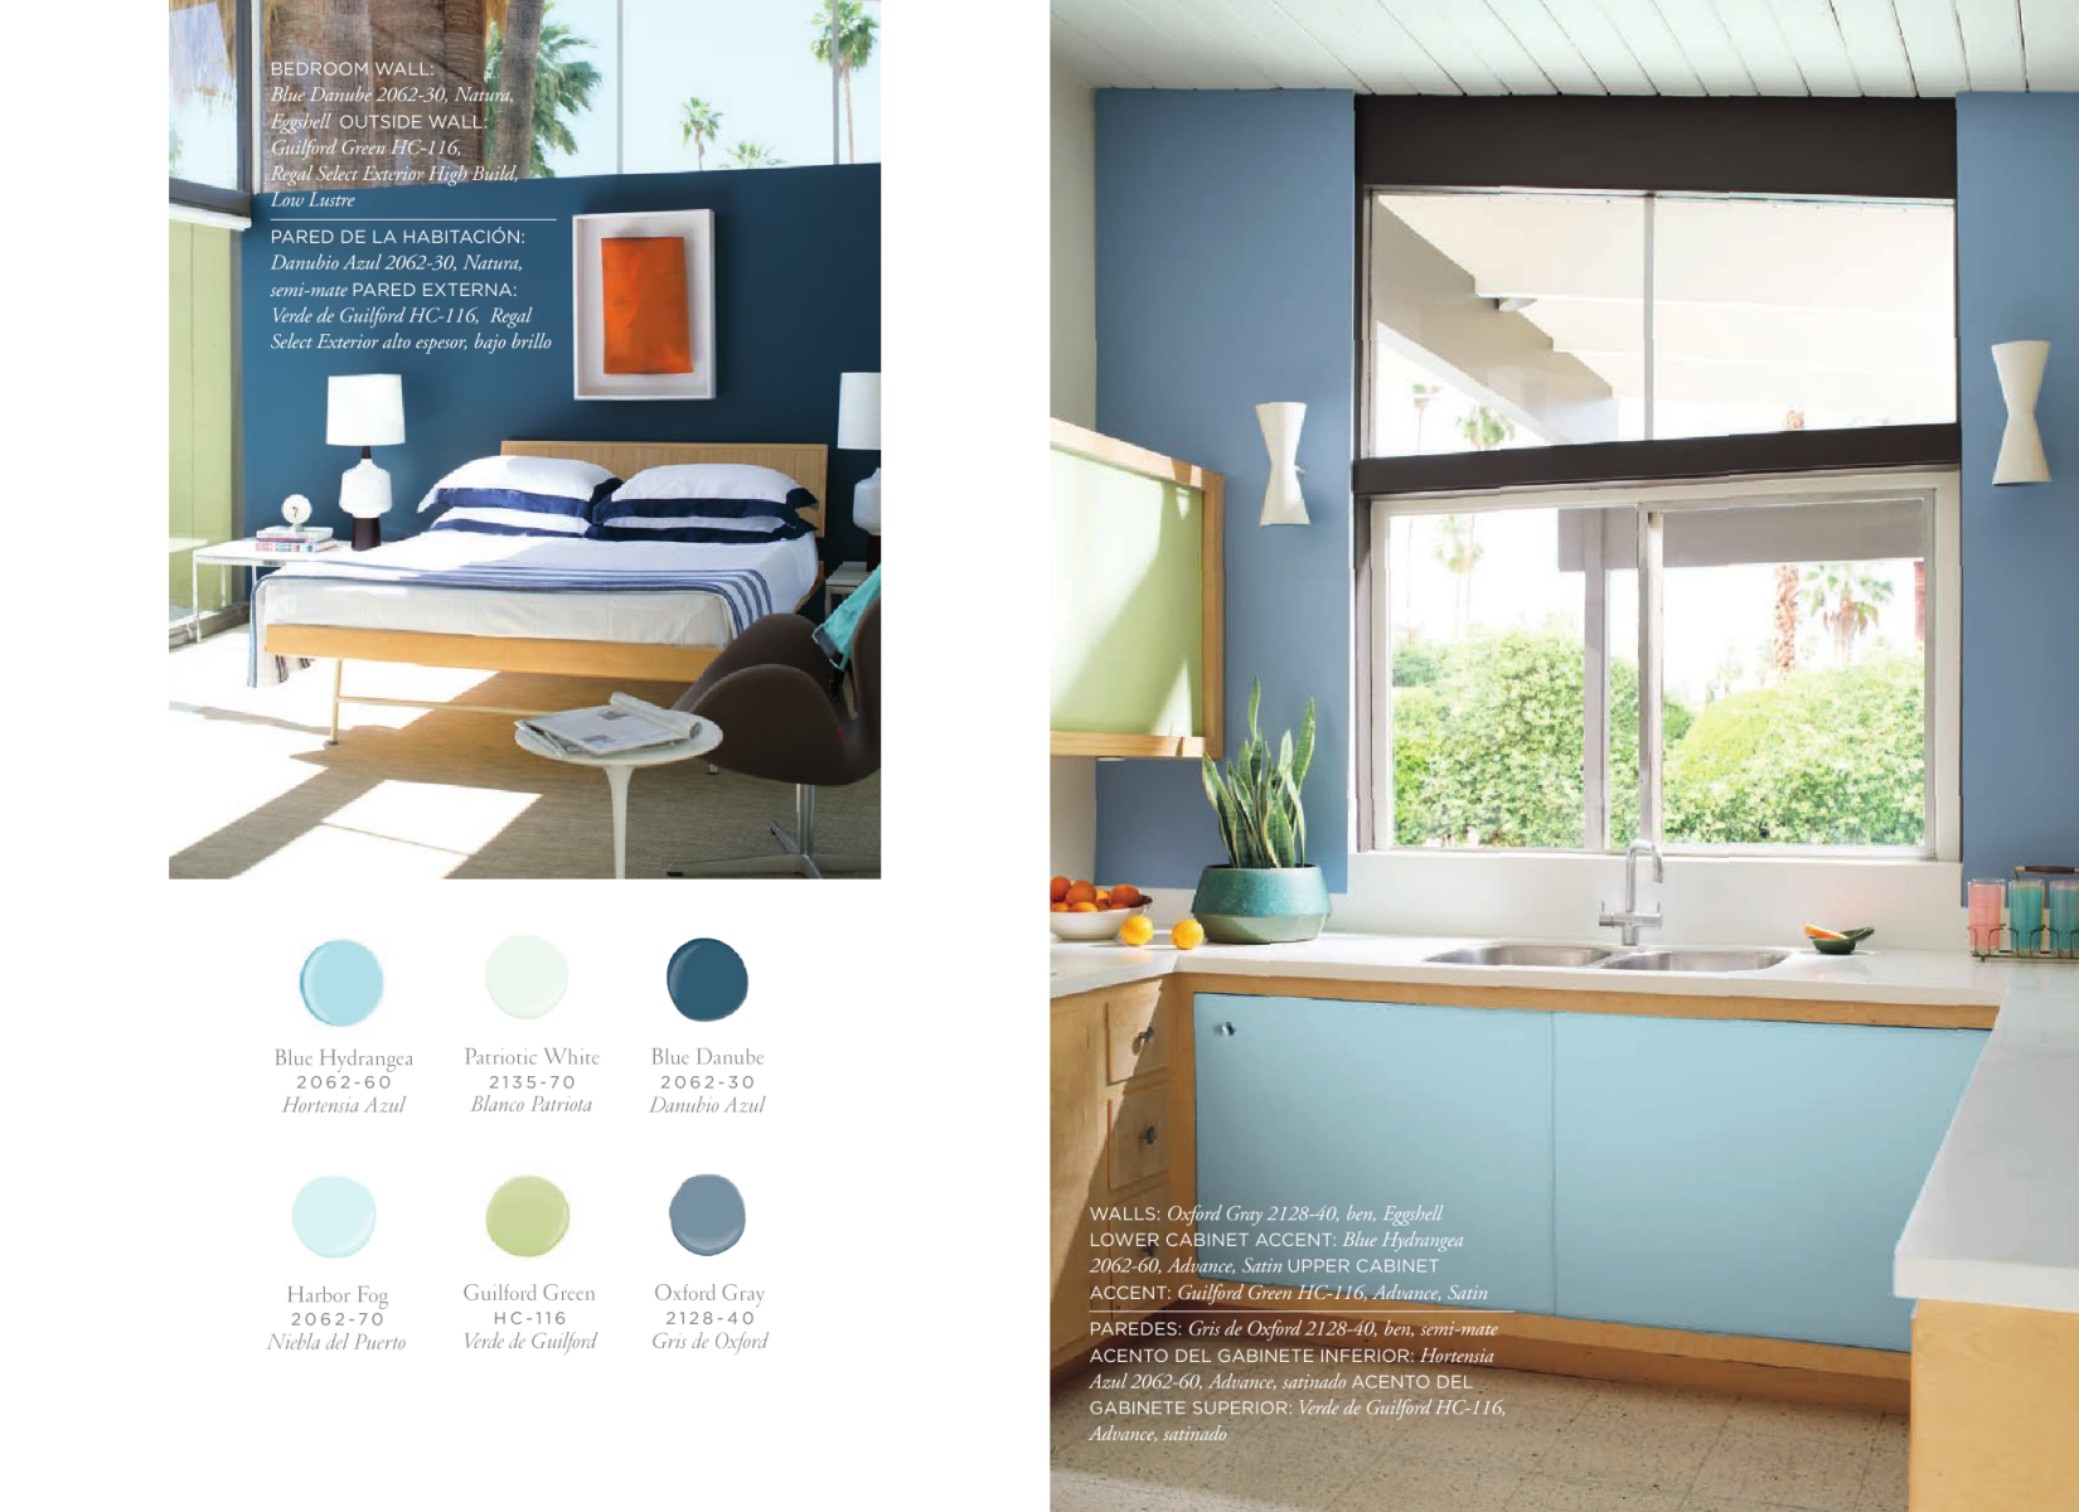 BEDROOM WALL:
Blue Danube 2062-30, Natura,
Eggshell OUTSIDE WALL:
Guilford Green HC-116,
Regal Select Exterior High Build,
Low Lustre
PARED DE LA HABITACIÓN:
Danubio Azul 2062-30, Natura,
semi-mate PARED EXTERNA:
Verde de Guilford HC-116, Regal
Select Exterior alto espesor, bajo brillo
Blue Hydrangea
2062-60
Hortensia Azul
Patriotic White
2135-70
Blanco Patriota
Blue Danube
2062-30
Danubio Azul
Harbor Fog
2062-70
Niebla del Puerto
Guilford Green
HC-116
Verde de Guilford
Oxford Gray
2128-40
Gris de Oxford
WALLS: Oxford Gray 2128-40, ben, Eggshell
LOWER CABINET ACCENT: Blue Hydrangea
2062-60, Advance, Satin UPPER CABINET
ACCENT: Guilford Green HC-116, Advance, Satin
PAREDES: Gris de Oxford 2128-40, ben, semi-mate
ACENTO DEL GABINETE INFERIOR: Hortensia
Azul 2062-60, Advance, satinado ACENTO DEL
GABINETE SUPERIOR: Verde de Guilford HC-116,
Advance, satinado